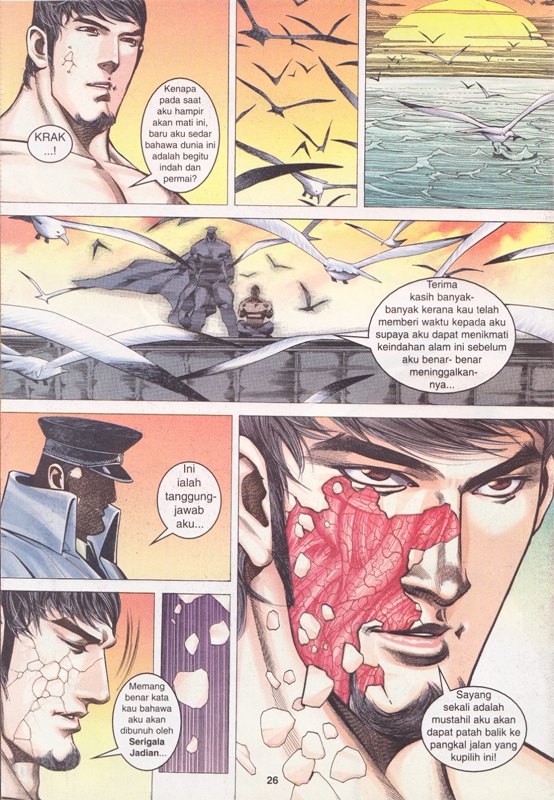 KRAK
...!
Kenapa
pada saat
aku hampir
akan mati ini,
baru aku sedar
bahawa dunia ini
adalah begitu
indah dan
permai?
Terima
kasih banyak-
banyak kerana kau telah
memberi waktu kepada aku
supaya aku dapat menikmati
keindahan alam ini sebelum
aku benar- benar
meninggalkan-
nya...
Ini
ialah
tanggung-
jawab
aku...
Memang
benar kata
kau bahawa
aku akan
dibunuh oleh
Serigala
Jadian...
Sayang
sekali adalah
mustahil aku akan
dapat patah balik ke
pangkal jalan yang
kupilih ini!
26